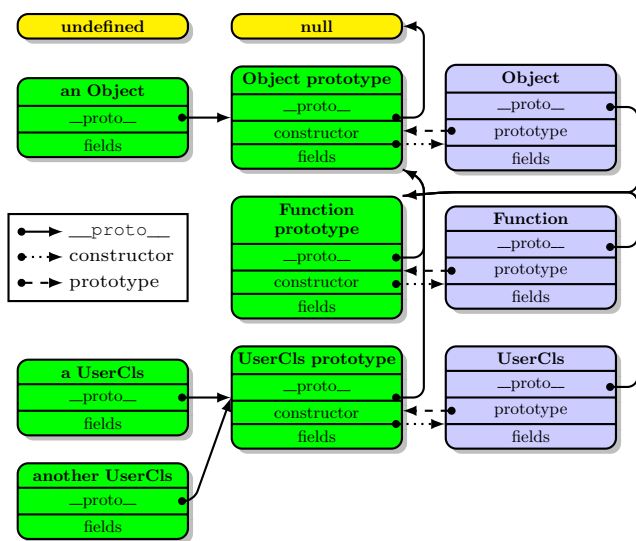 undefined
null
an Object
__proto__
fields
Object prototype
__proto__
constructor
fields
Object
__proto__
prototype
fields
__proto__
constructor
prototype
Function
prototype
__proto__
constructor
fields
Function
__proto__
prototype
fields
a UserCls
__proto__
fields
UserCls prototype
__proto__
constructor
fields
UserCls
__proto__
prototype
fields
another UserCls
__proto__
fields